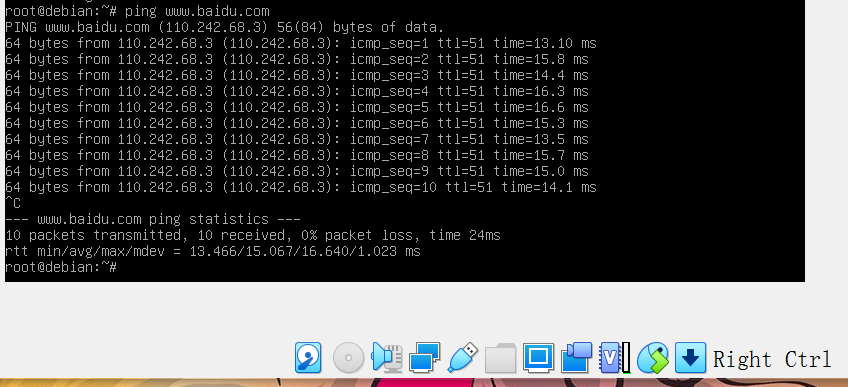 root@debian:~# ping www.baidu.com
PING www.baidu.com (110.242.68.3) 56(84) bytes of data.
64 bytes from 110.242.68.3 (110.242.68.3): icmp_seq=1 ttl=51 time=13.10 ms
64 bytes from 110.242.68.3 (110.242.68.3): icmp_seq=2 ttl=51 time=15.8 ms
64 bytes from 110.242.68.3 (110.242.68.3): icmp_seq=3 ttl=51 time=14.4 ms
64 bytes from 110.242.68.3 (110.242.68.3): icmp_seq=4 ttl=51 time=16.3 ms
64 bytes from 110.242.68.3 (110.242.68.3): icmp_seq=5 ttl=51 time=16.6 ms
64 bytes from 110.242.68.3 (110.242.68.3): icmp_seq=6 ttl=51 time=15.3 ms
64 bytes from 110.242.68.3 (110.242.68.3): icmp_seq=7 ttl=51 time=13.5 ms
64 bytes from 110.242.68.3 (110.242.68.3): icmp_seq=8 ttl=51 time=15.7 ms
64 bytes from 110.242.68.3 (110.242.68.3): icmp_seq=9 ttl=51 time=15.0 ms
64 bytes from 110.242.68.3 (110.242.68.3): icmp_seq=10 ttl=51 time=14.1 ms
^C
--- www.baidu.com ping statistics ---
10 packets transmitted, 10 received, 0% packet loss, time 24ms
rtt min/avg/max/mdev = 13.466/15.067/16.640/1.023 ms
root@debian:~#
V Right Ctrl